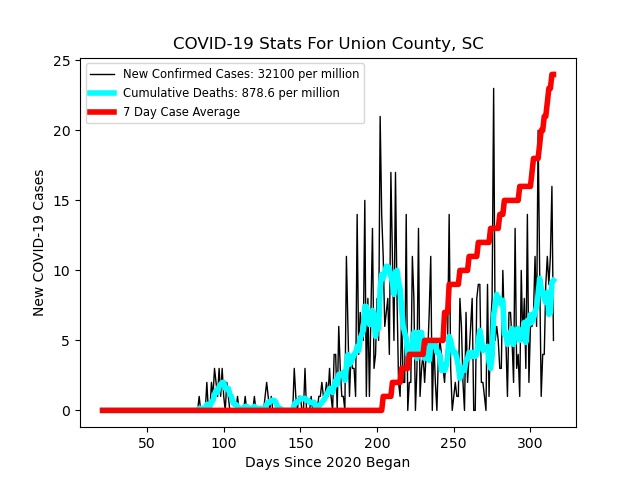 COVID-19 Stats For Union County, SC
New Confirmed Cases: 32100 per million
Cumulative Deaths: 878.6 per million
7 Day Case Average
25
20
15
10
5
0
New COVID-19 Cases
50 100 150 200 250 300
Days Since 2020 Began